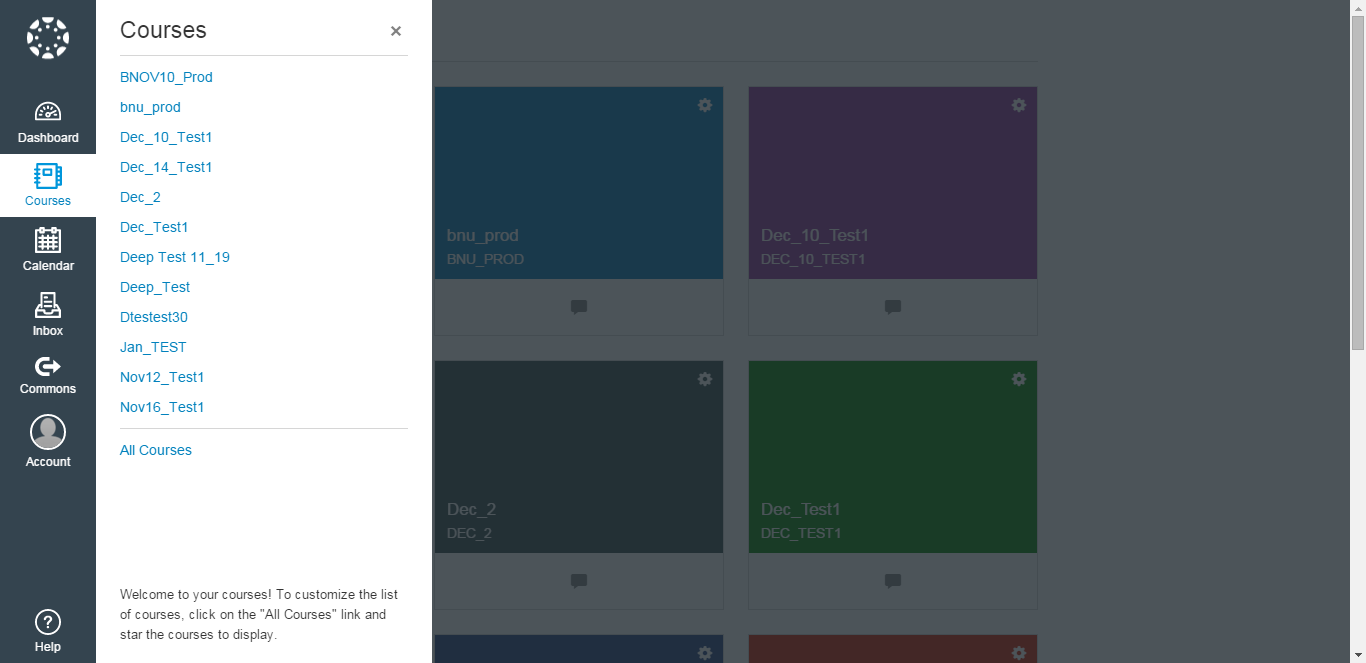 Courses
×
BNOV10_Prod
bnu_prod
Dec_10_Test1
Dec_14_Test1
Dec_2
Dec_Test1
Deep Test 11_19
Deep_Test
Dtestest30
Jan_TEST
Nov12_Test1
Nov16_Test1
All Courses
Welcome to your courses! To customize the list
of courses, click on the "All Courses" link and
star the courses to display.
Dashboard
Courses
Calendar
Inbox
Commons
Account
?
Help
bnu_prod
BNU_PROD
Dec_10_Test1
DEC_10_TEST1
Dec_2
DEC_2
Dec_Test1
DEC_TEST1